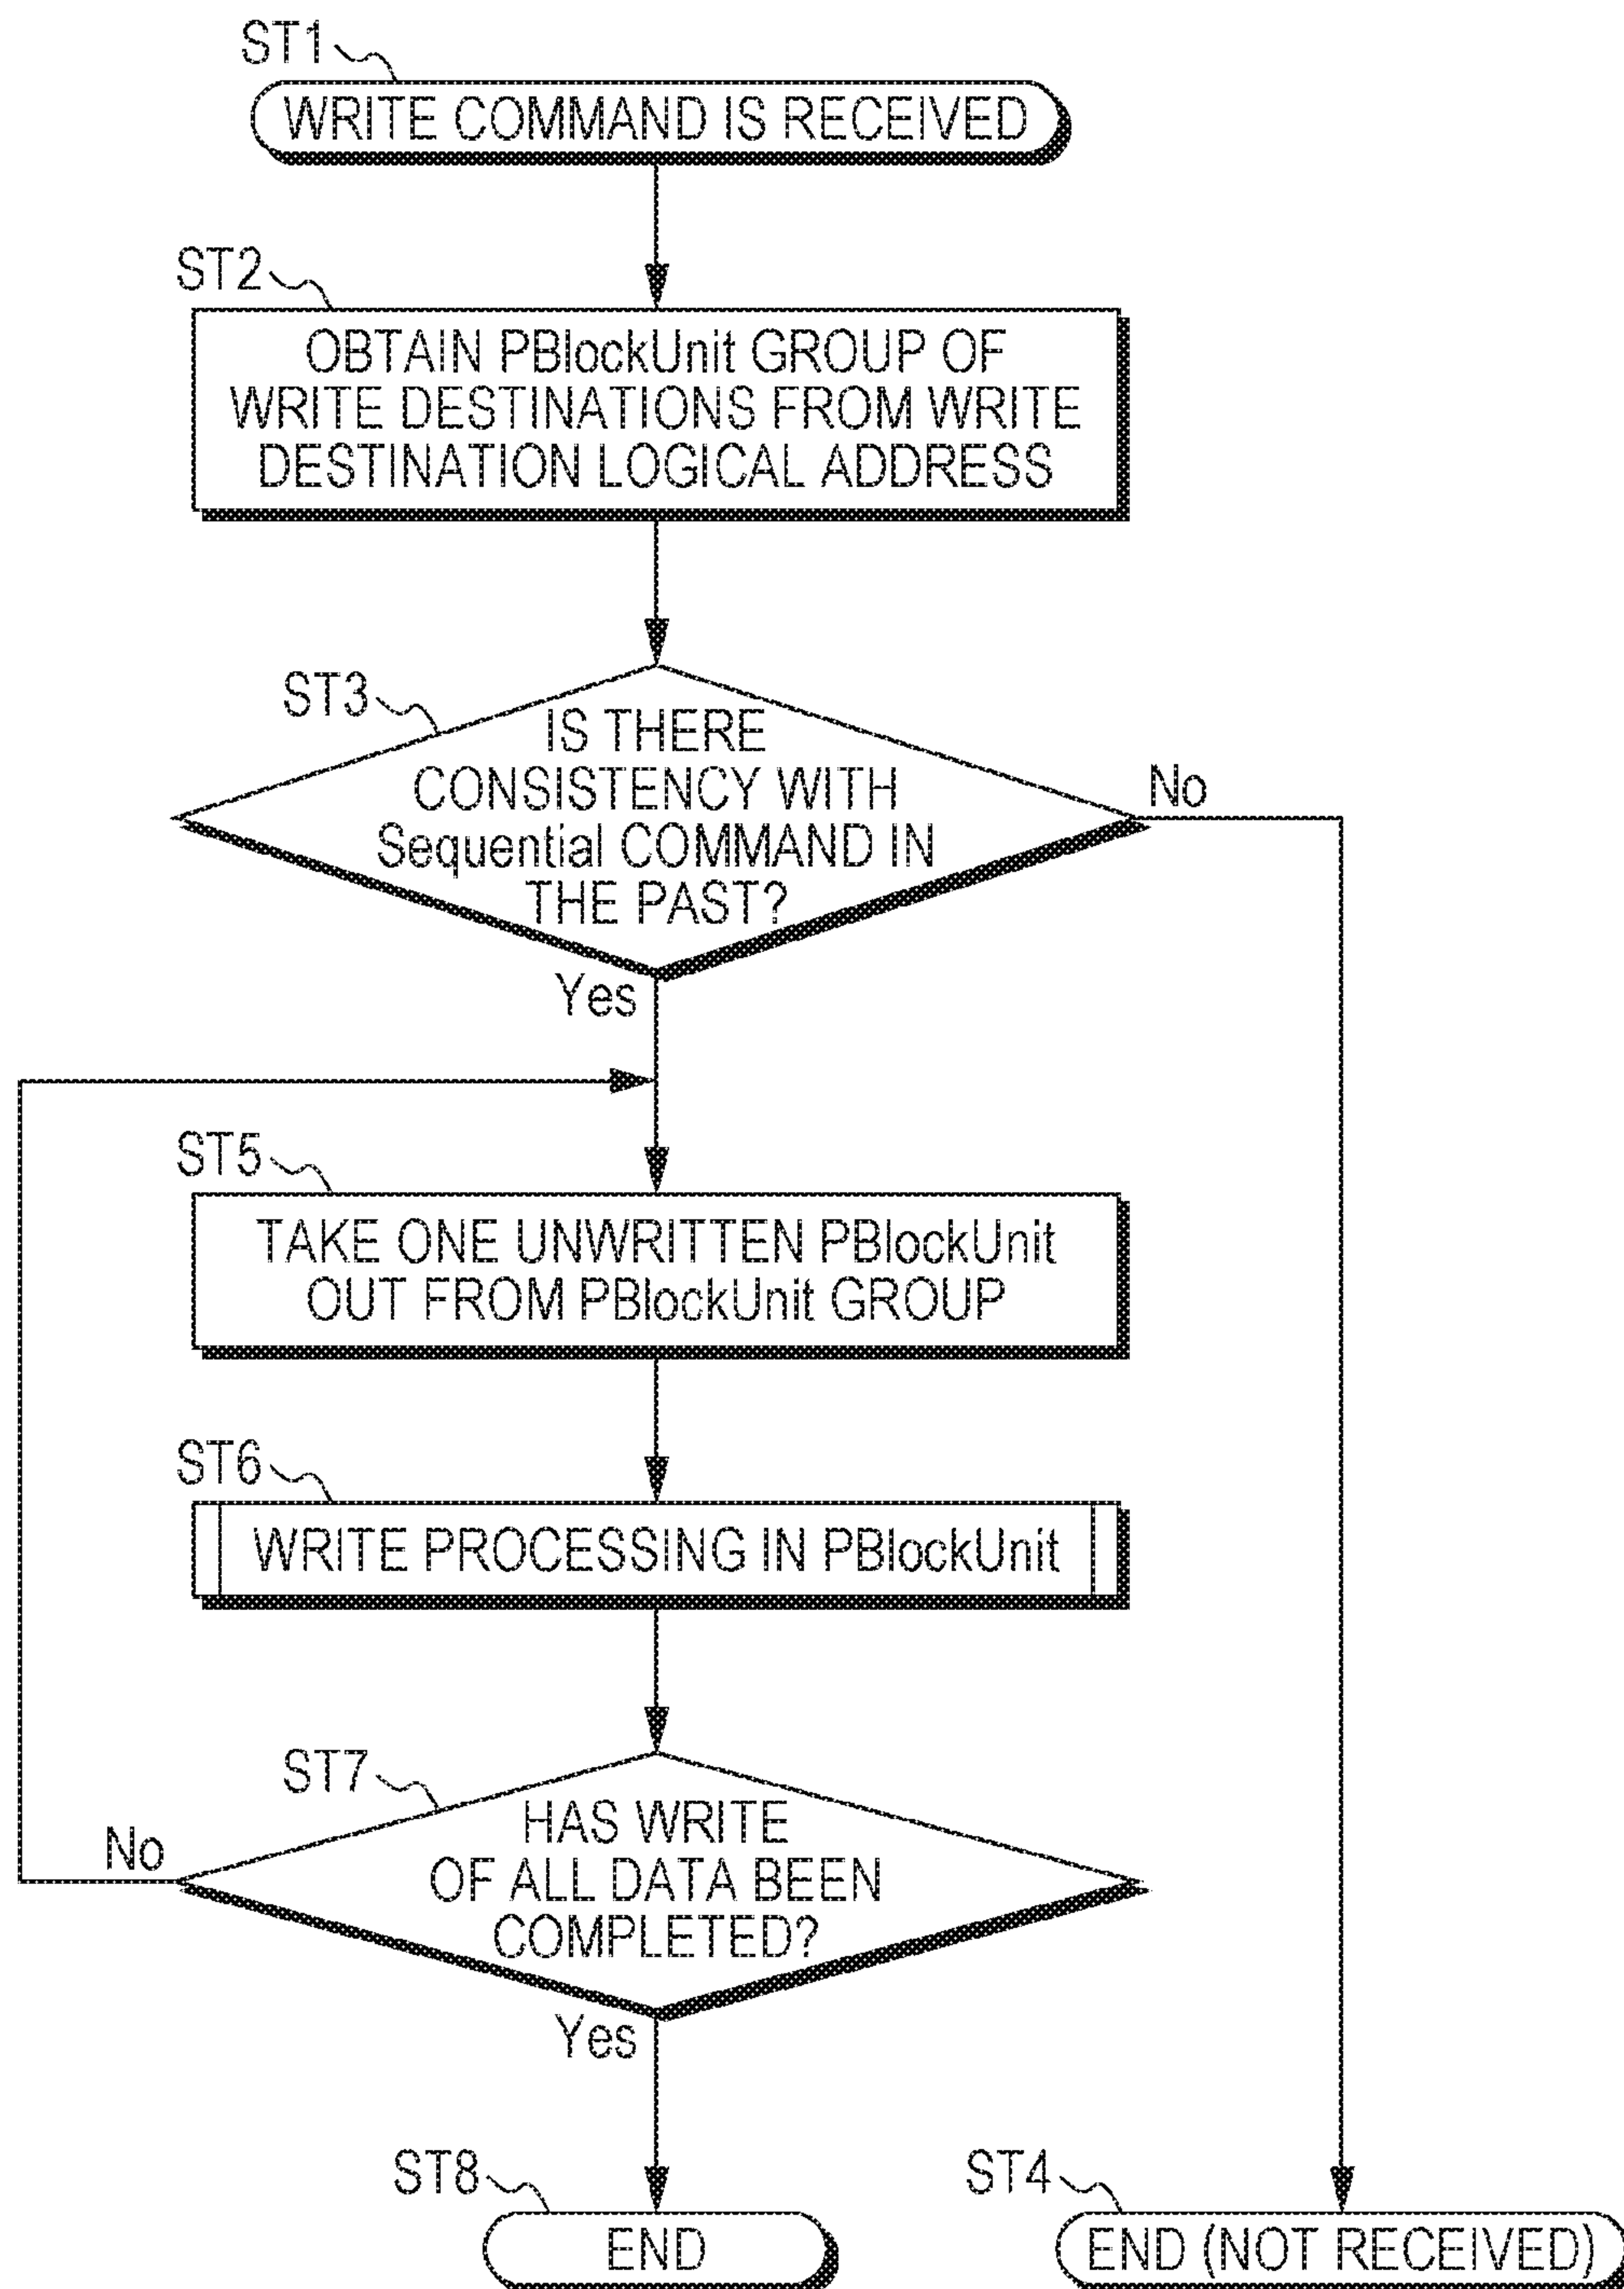 ST1
WRITE COMMAND IS RECEIVED
ST2
OBTAIN PBlockUnit GROUP OF
WRITE DESTINATIONS FROM WRITE
DESTINATION LOGICAL ADDRESS
ST3
IS THERE
CONSISTENCY WITH
Sequential COMMAND IN
THE PAST?
No
Yes
ST5
TAKE ONE UNWRITTEN PBlockUnit
OUT FROM PBlockUnit GROUP
ST6
WRITE PROCESSING IN PBlockUnit
ST7
HAS WRITE
OF ALL DATA BEEN
COMPLETED?
No
Yes
ST8
END
ST4
END (NOT RECEIVED)